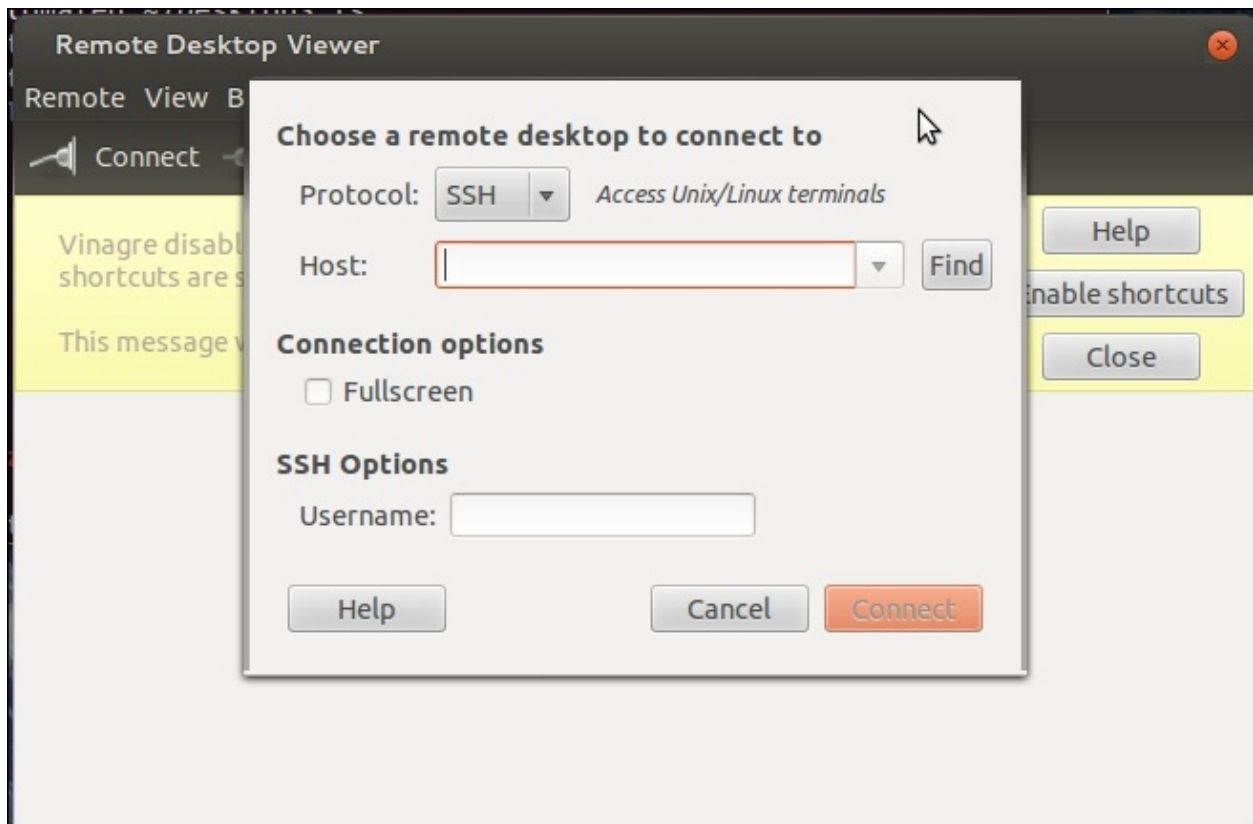 Remote Desktop Viewer
Remote View B
Connect
Choose a remote desktop to connect to
Protocol: SSH Access Unix/Linux terminals
Host: Find
Connection options
Fullscreen
SSH Options
Username:
Help Cancel Connect
Vinagre disabl
shortcuts are s
This message w
Help
Enable shortcuts
Close